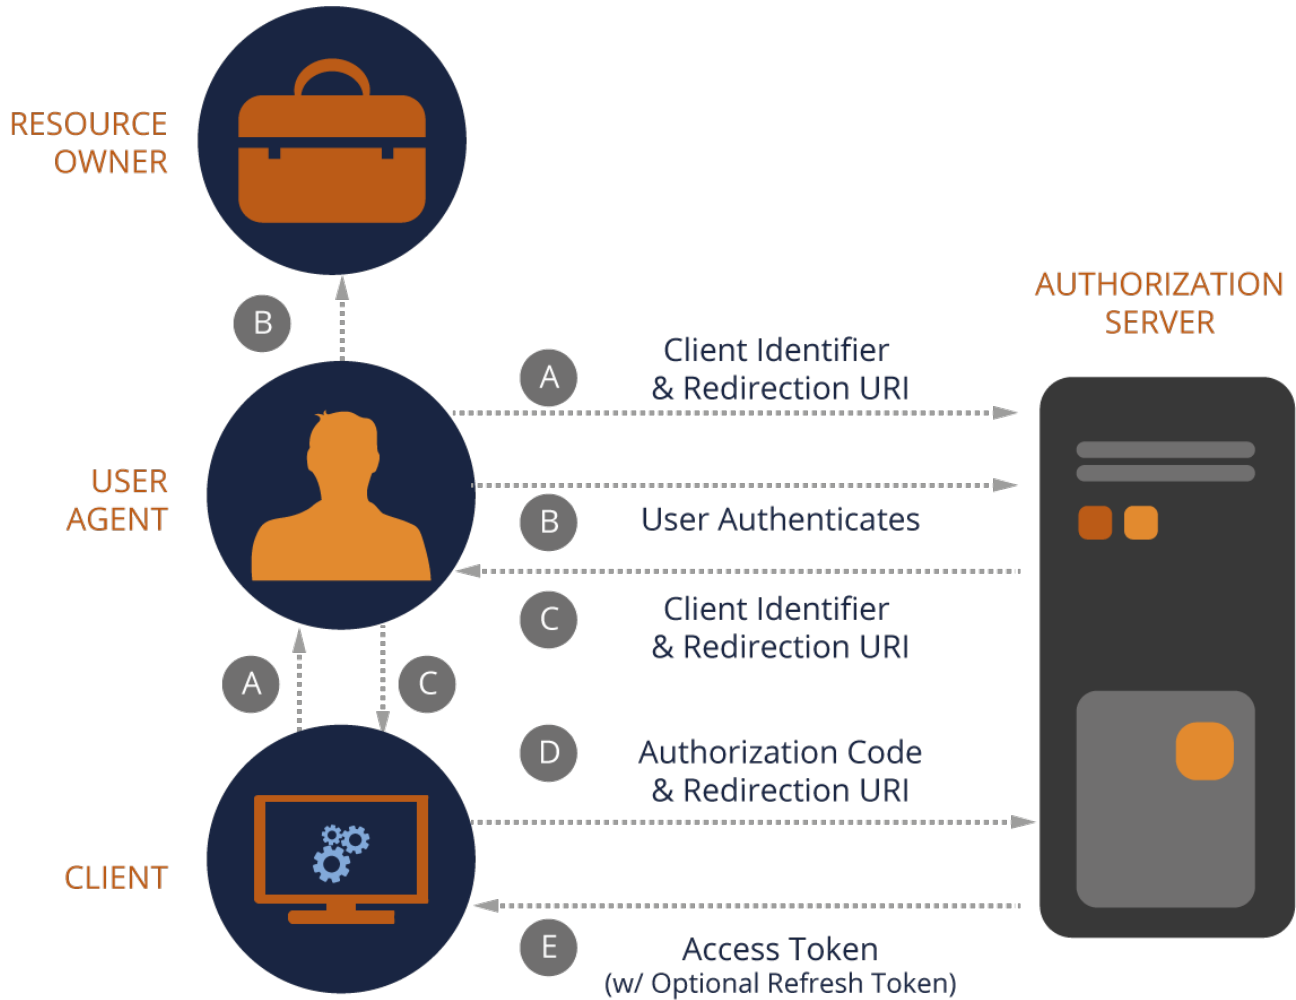 RESOURCE
OWNER
B
AUTHORIZATION
SERVER
A
Client Identifier
& Redirection URI
USER
AGENT
B
User Authenticates
C
Client Identifier
& Redirection URI
A
C
D
Authorization Code
& Redirection URI
CLIENT
E
Access Token
(w/ Optional Refresh Token)